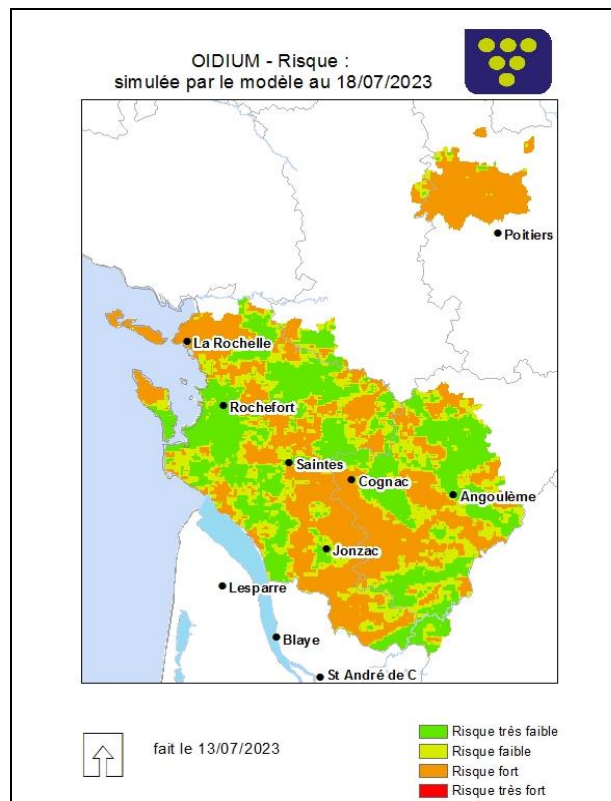 OIDIUM - Risque :
simulée par le modèle au 18/07/2023
Poitiers
La Rochelle
Rochefort
Saintes
Cognac
Angoulême
Jonzac
Lesparre
Blaye
St André de C
fait le 13/07/2023
Risque très faible
Risque faible
Risque fort
Risque très fort